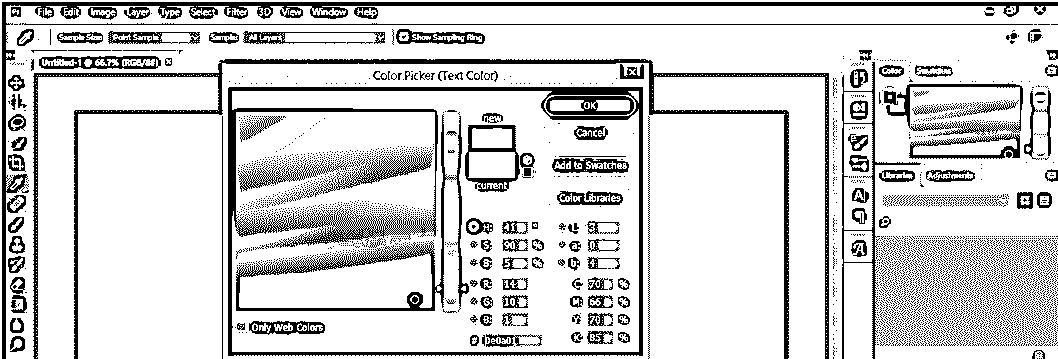 File Edit Image Layer Type Select Filter 3D View Window Help
Sample Size: Point Sample Sample: All Layers Show Sampling Ring
Untitled-1 @ 66.7% (RGB/8#)
Color Picker (Text Color)
OK
Cancel
Add to Swatches
Color Libraries
new
current
H: 41 °
S: 90 %
B: 5 %
R: 14
G: 10
B: 1
L: 3
a: 0
b: 4
C: 70 %
M: 66 %
Y: 70 %
K: 85 %
# 0e0a01
Only Web Colors
Color Swatches
Libraries Adjustments